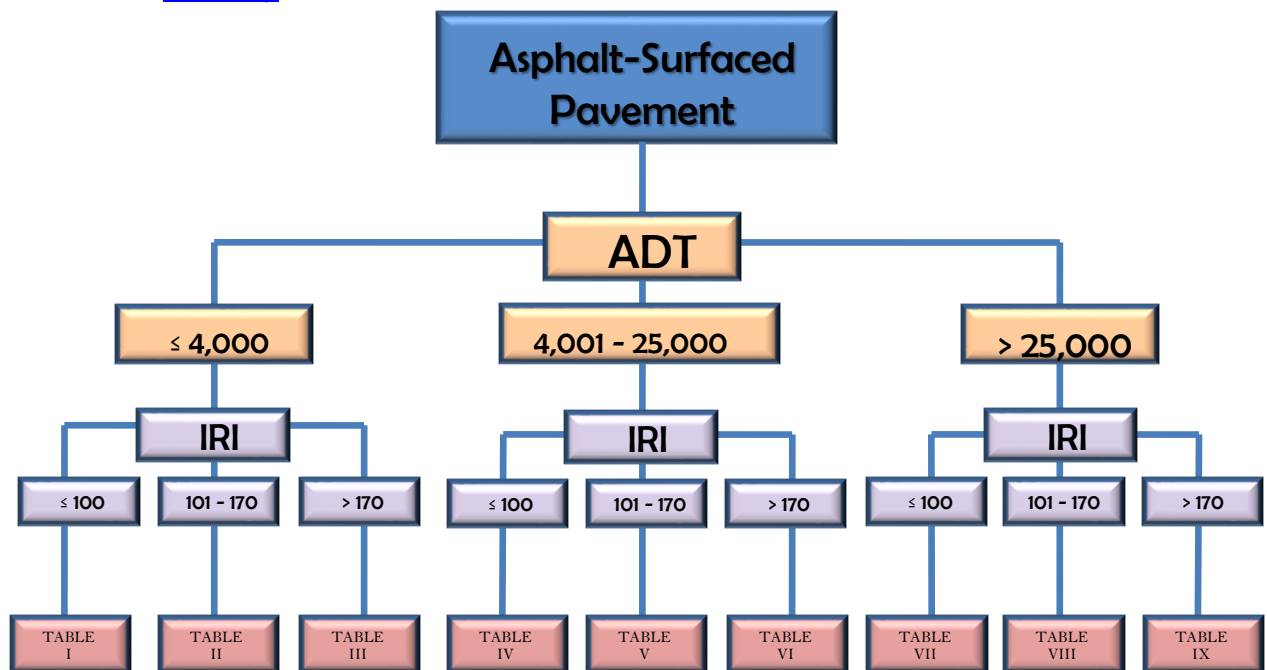 Asphalt-Surfaced
Pavement
ADT
≤ 4,000
4,001 - 25,000
> 25,000
IRI
IRI
IRI
≤ 100
101 - 170
> 170
≤ 100
101 - 170
> 170
≤ 100
101 - 170
> 170
TABLE
I
TABLE
II
TABLE
III
TABLE
IV
TABLE
V
TABLE
VI
TABLE
VII
TABLE
VIII
TABLE
IX